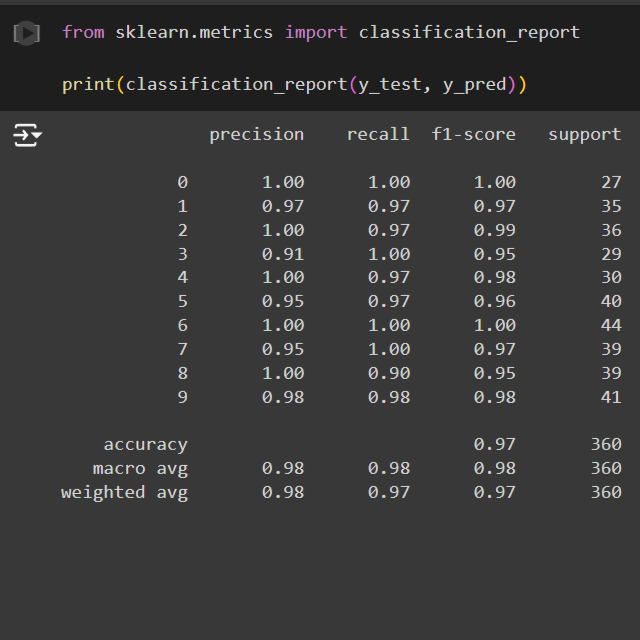 from sklearn.metrics import classification_report
print(classification_report(y_test, y_pred))
precision recall f1-score support
0 1.00 1.00 1.00 27
1 0.97 0.97 0.97 35
2 1.00 0.97 0.99 36
3 0.91 1.00 0.95 29
4 1.00 0.97 0.98 30
5 0.95 0.97 0.96 40
6 1.00 1.00 1.00 44
7 0.95 1.00 0.97 39
8 1.00 0.90 0.95 39
9 0.98 0.98 0.98 41
accuracy 0.97 360
macro avg 0.98 0.98 0.98 360
weighted avg 0.98 0.97 0.97 360